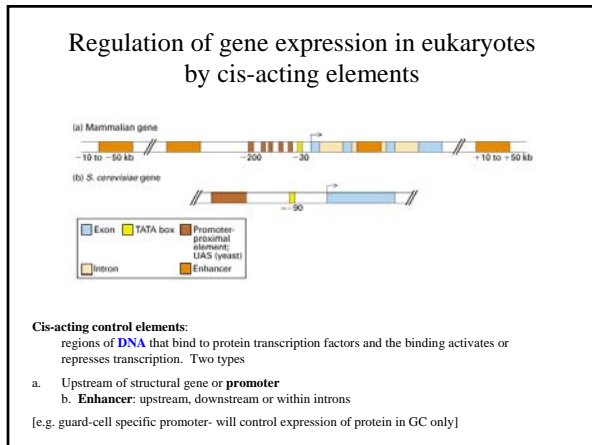 Regulation of gene expression in eukaryotes
by cis-acting elements
(a) Mammalian gene
−10 to −50 kb
−200
−30
+10 to +50 kb
(b) S. cerevisiae gene
~−90
Exon
TATA box
Promoter-
proximal
element;
UAS (yeast)
Intron
Enhancer
Cis-acting control elements:
regions of DNA that bind to protein transcription factors and the binding activates or
represses transcription. Two types
a. Upstream of structural gene or promoter
b. Enhancer: upstream, downstream or within introns
[e.g. guard-cell specific promoter- will control expression of protein in GC only]